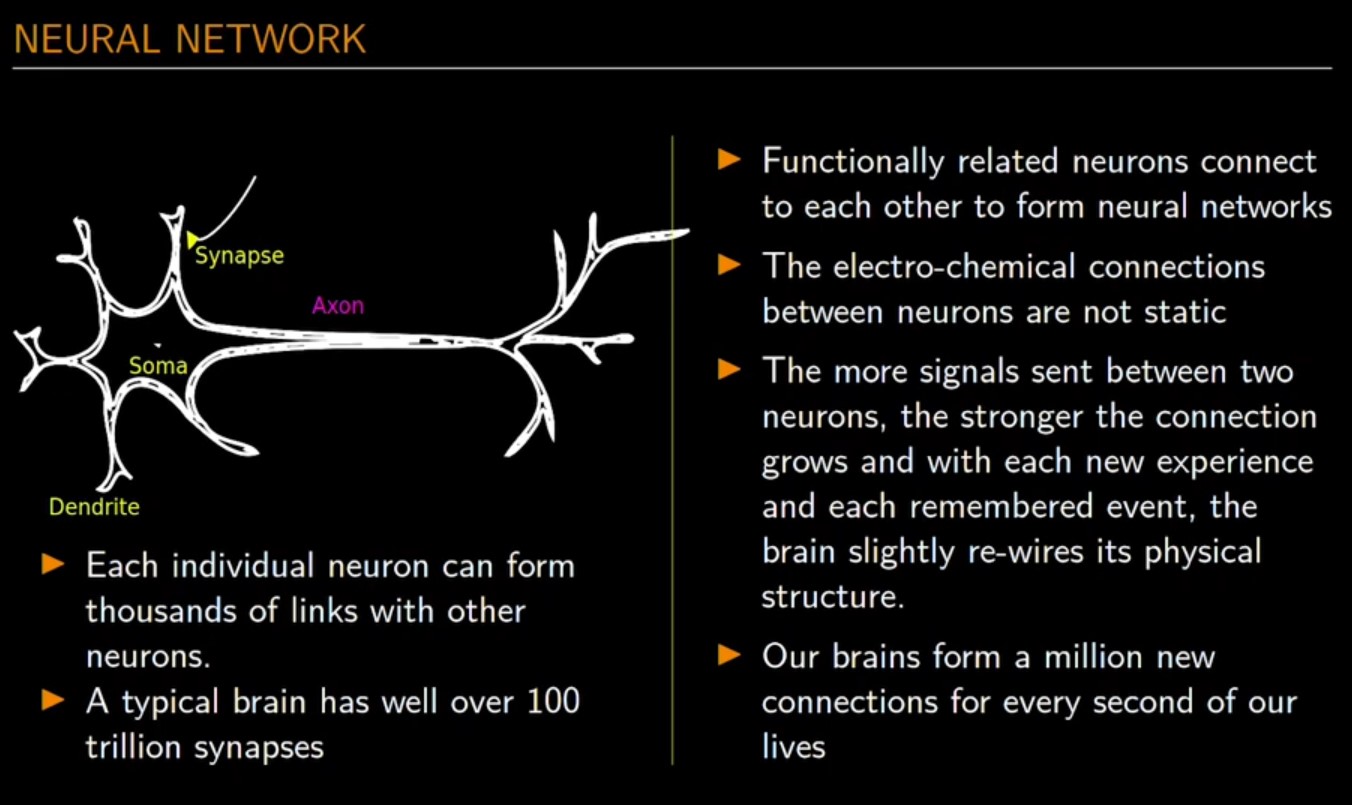 NEURAL NETWORK
Synapse
Axon
Soma
Dendrite
Each individual neuron can form
thousands of links with other
neurons.
A typical brain has well over 100
trillion synapses
Functionally related neurons connect
to each other to form neural networks
The electro-chemical connections
between neurons are not static
The more signals sent between two
neurons, the stronger the connection
grows and with each new experience
and each remembered event, the
brain slightly re-wires its physical
structure.
Our brains form a million new
connections for every second of our
lives